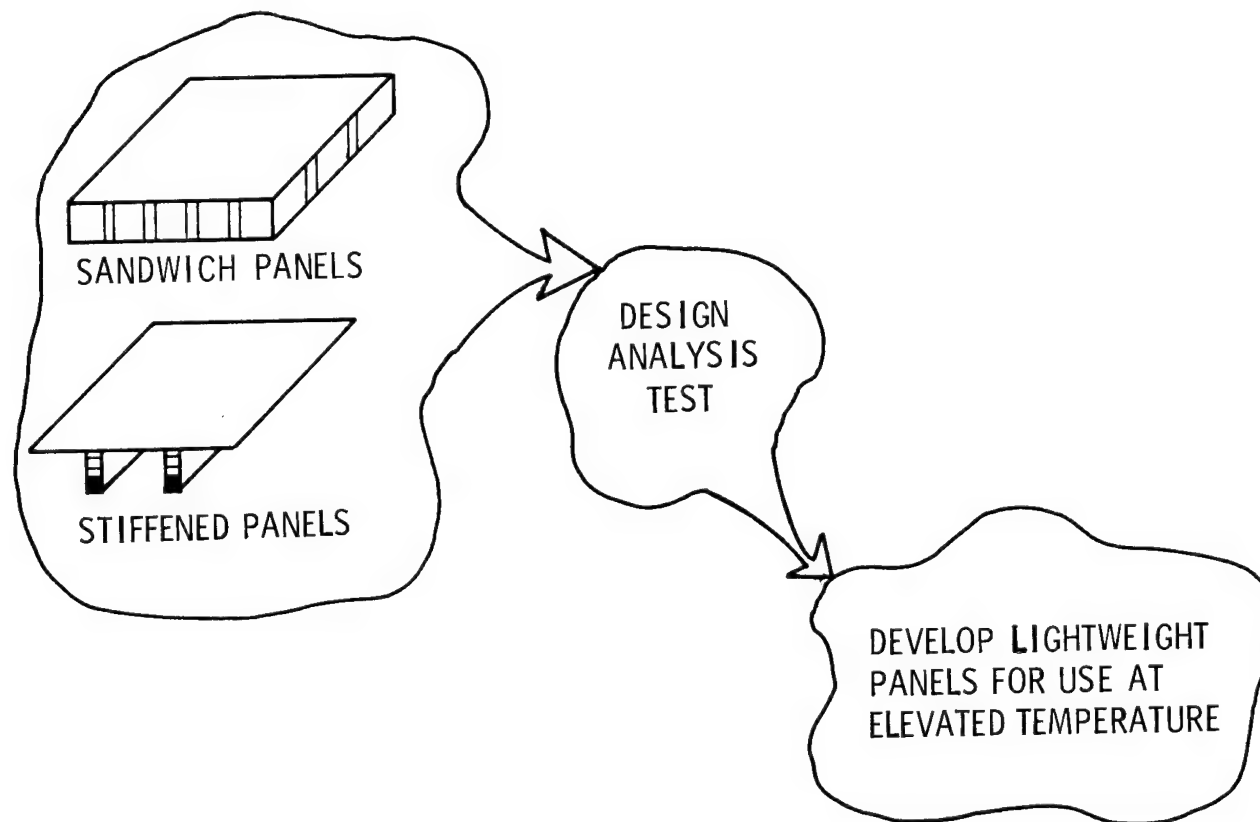 SANDWICH PANELS
STIFFENED PANELS
DESIGN
ANALYSIS
TEST
DEVELOP LIGHTWEIGHT
PANELS FOR USE AT
ELEVATED TEMPERATURE